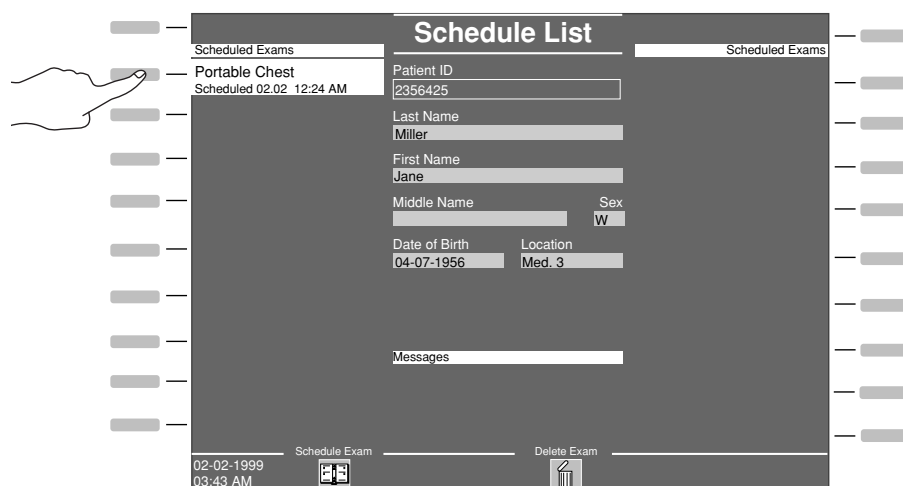 Schedule List
Scheduled Exams
Scheduled Exams
Portable Chest
Scheduled 02.02 12:24 AM
Patient ID
2356425
Last Name
Miller
First Name
Jane
Middle Name Sex
W
Date of Birth Location
04-07-1956 Med. 3
Messages
Schedule Exam Delete Exam
02-02-1999
03:43 AM